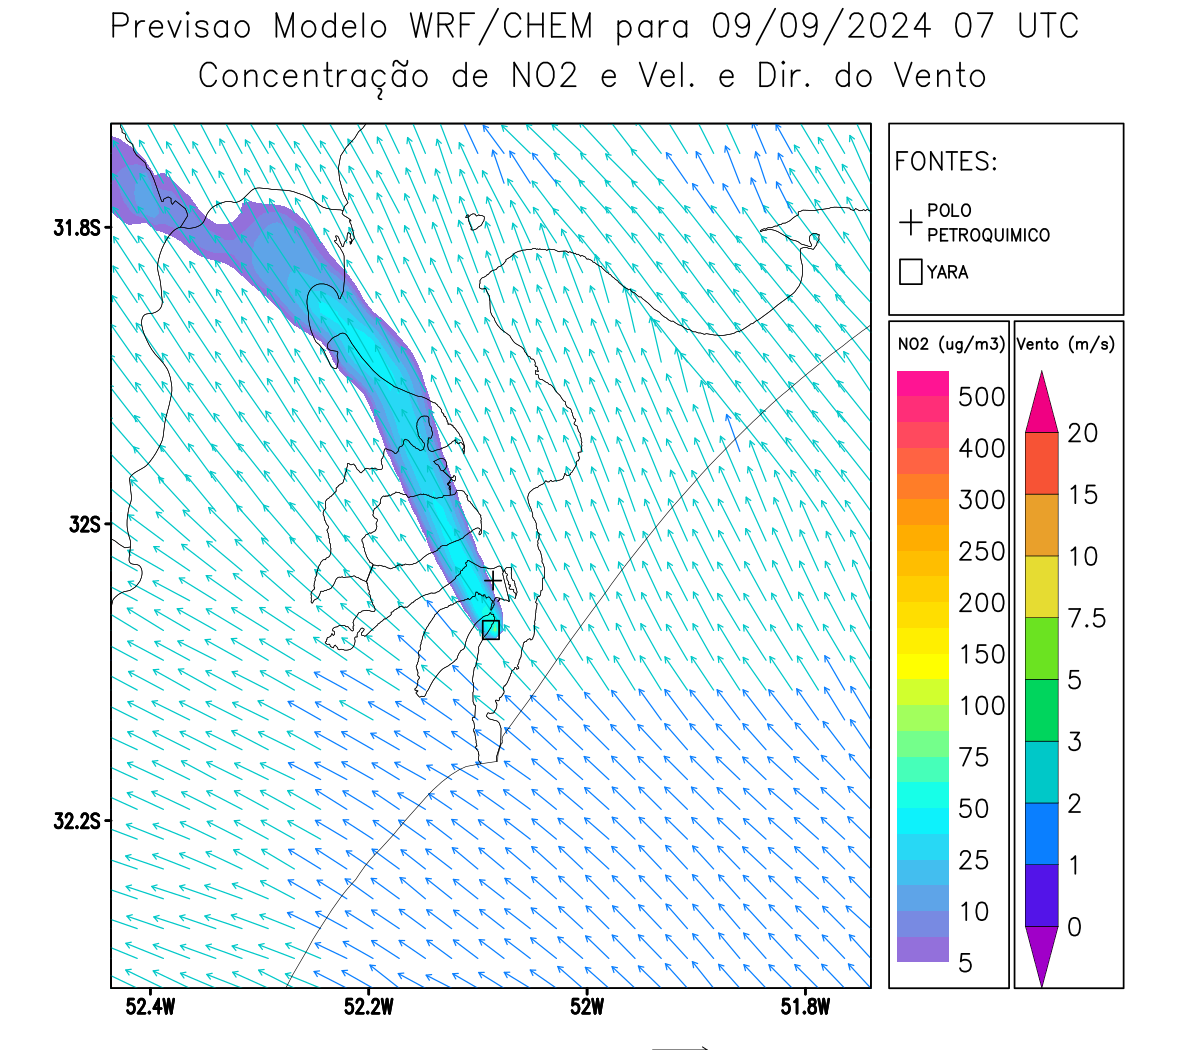 Previsao Modelo WRF/CHEM para 09/09/2024 07 UTC
Concentração de NO2 e Vel. e Dir. do Vento
FONTES:
POLO
PETROQUIMICO
YARA
NO2 (ug/m3)
500
400
300
250
200
150
100
75
50
25
10
5
Vento (m/s)
20
15
10
7.5
5
3
2
1
0
31.8S
32S
32.2S
52.4W
52.2W
52W
51.8W